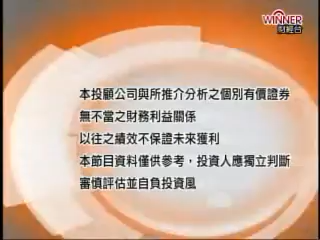 WINNER
財經台
本投顧公司與所推介分析之個別有價證券
無不當之財務利益關係
以往之績效不保證未來獲利
本節目資料僅供參考，投資人應獨立判斷
審慎評估並自負投資風